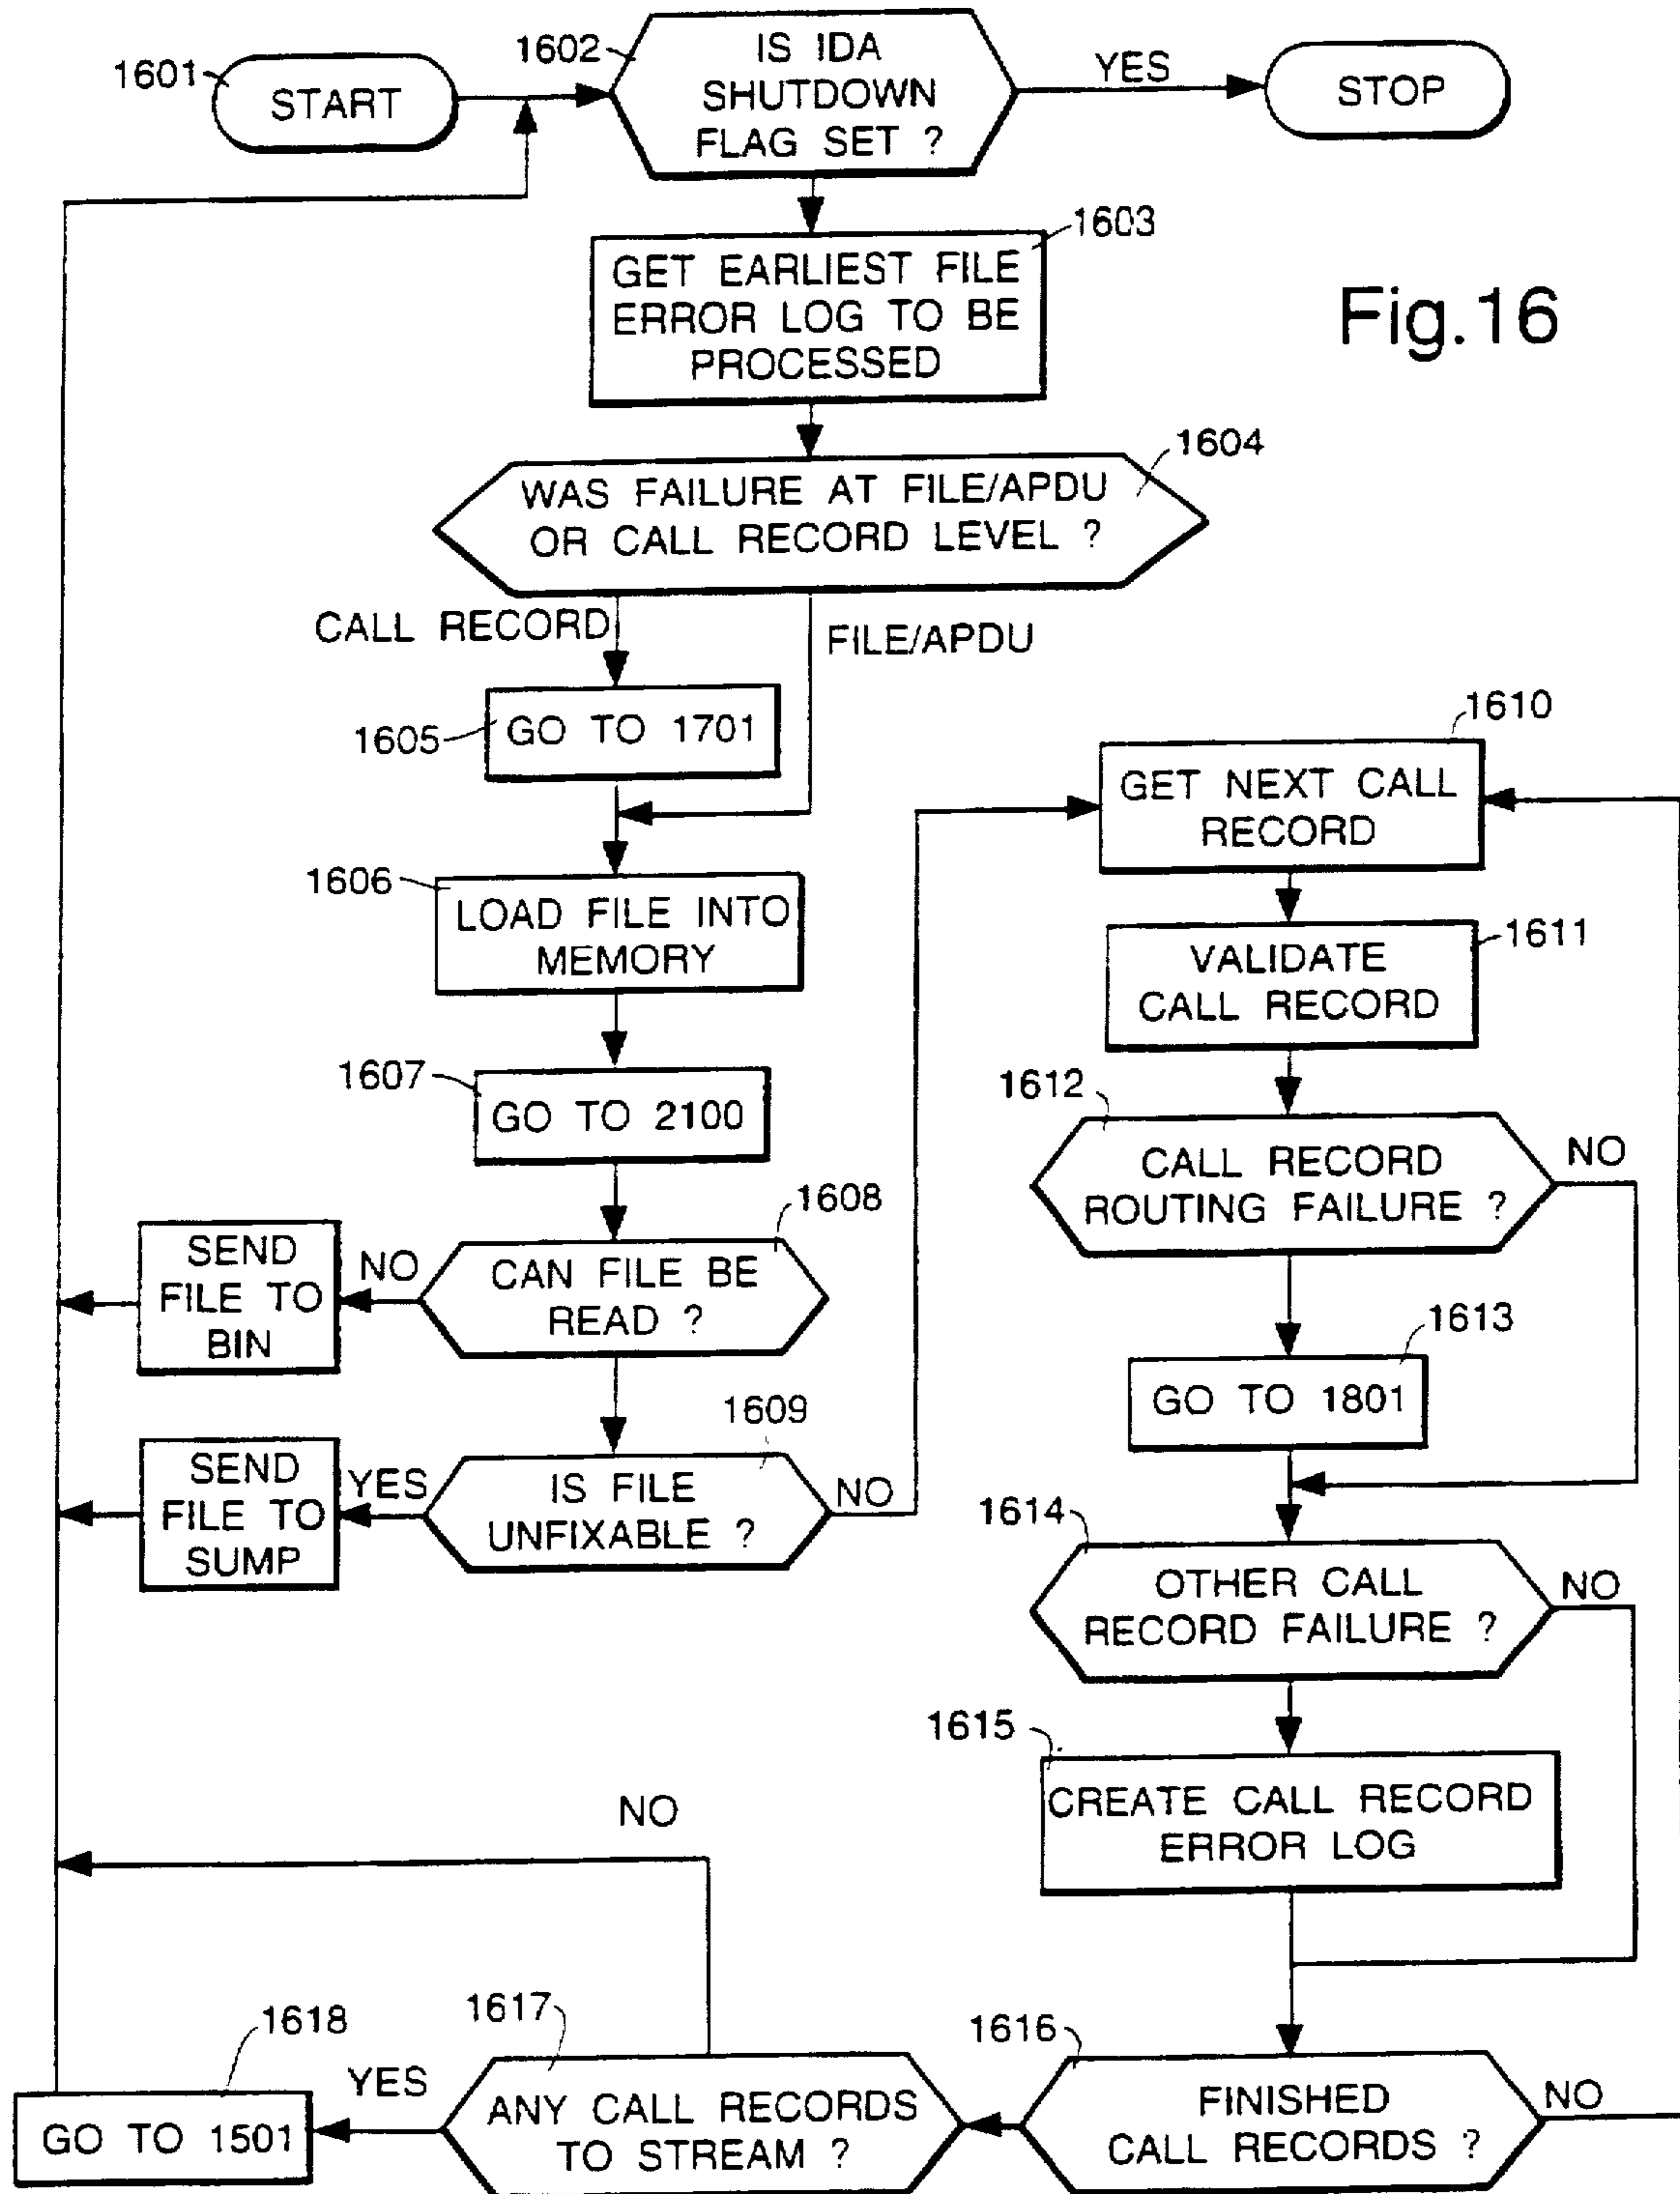 1601
START
1602
IS IDA
SHUTDOWN
FLAG SET ?
YES
STOP
1603
GET EARLIEST FILE
ERROR LOG TO BE
PROCESSED
Fig.16
1604
WAS FAILURE AT FILE/APDU
OR CALL RECORD LEVEL ?
CALL RECORD
FILE/APDU
1605
GO TO 1701
1606
LOAD FILE INTO
MEMORY
1607
GO TO 2100
1608
CAN FILE BE
READ ?
NO
SEND
FILE TO
BIN
1609
IS FILE
UNFIXABLE ?
YES
SEND
FILE TO
SUMP
NO
1610
GET NEXT CALL
RECORD
1611
VALIDATE
CALL RECORD
1612
CALL RECORD
ROUTING FAILURE ?
NO
1613
GO TO 1801
1614
OTHER CALL
RECORD FAILURE ?
NO
1615
CREATE CALL RECORD
ERROR LOG
1616
FINISHED
CALL RECORDS ?
NO
1617
ANY CALL RECORDS
TO STREAM ?
NO
YES
1618
GO TO 1501